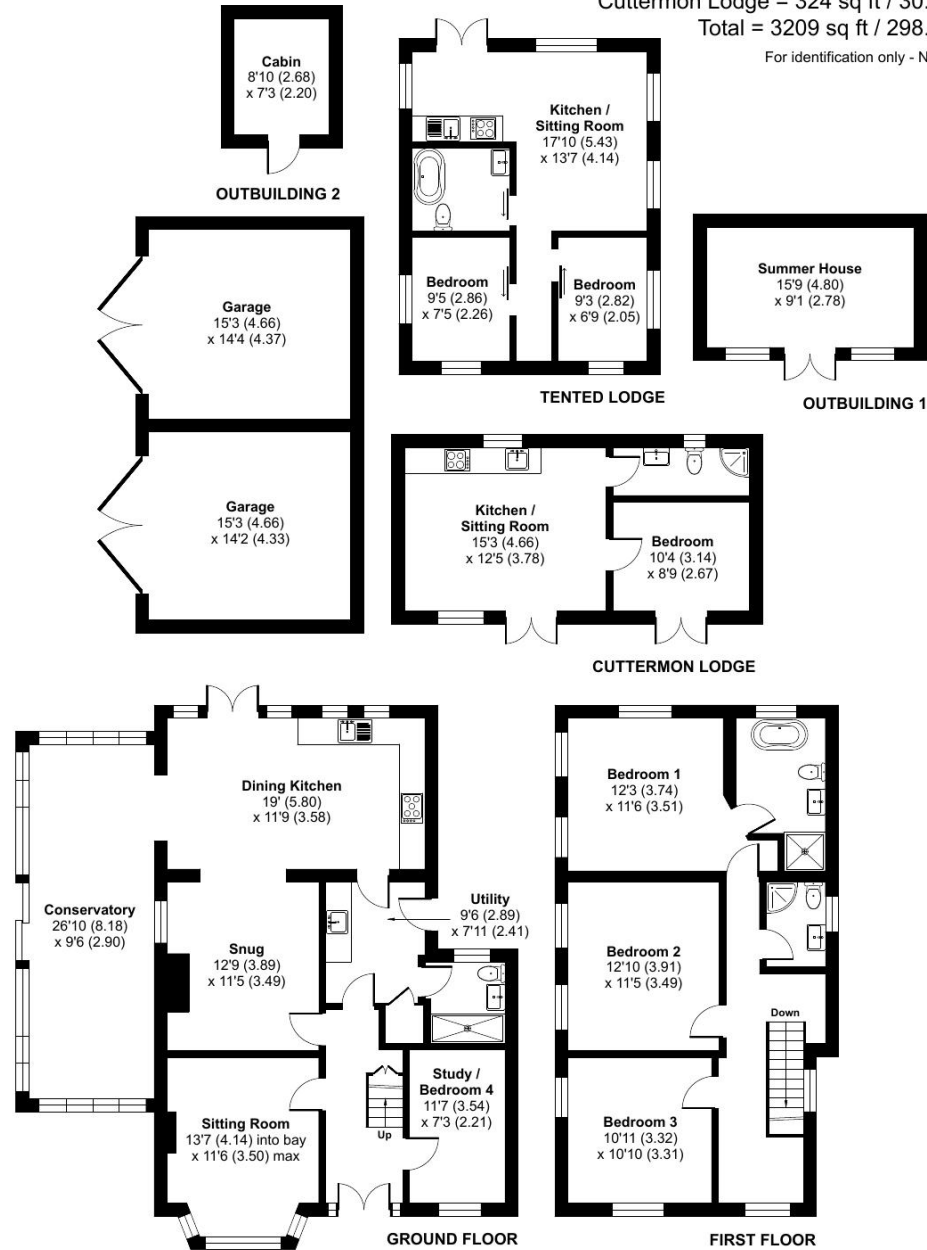 Cuttermon Lodge = 324 sq ft / 30.
Total = 3209 sq ft / 298.
For identification only - N
Cabin
8'10 (2.68)
x 7'3 (2.20)
OUTBUILDING 2
Kitchen /
Sitting Room
17'10 (5.43)
x 13'7 (4.14)
Bedroom
9'5 (2.86)
x 7'5 (2.26)
Bedroom
9'3 (2.82)
x 6'9 (2.05)
TENTED LODGE
Summer House
15'9 (4.80)
x 9'1 (2.78)
OUTBUILDING 1
Garage
15'3 (4.66)
x 14'4 (4.37)
Garage
15'3 (4.66)
x 14'2 (4.33)
Kitchen /
Sitting Room
15'3 (4.66)
x 12'5 (3.78)
Bedroom
10'4 (3.14)
x 8'9 (2.67)
CUTTERMON LODGE
Dining Kitchen
19' (5.80)
x 11'9 (3.58)
Conservatory
26'10 (8.18)
x 9'6 (2.90)
Snug
12'9 (3.89)
x 11'5 (3.49)
Utility
9'6 (2.89)
x 7'11 (2.41)
Sitting Room
13'7 (4.14) into bay
x 11'6 (3.50) max
Up
Study /
Bedroom 4
11'7 (3.54)
x 7'3 (2.21)
GROUND FLOOR
Bedroom 1
12'3 (3.74)
x 11'6 (3.51)
Bedroom 2
12'10 (3.91)
x 11'5 (3.49)
Down
Bedroom 3
10'11 (3.32)
x 10'10 (3.31)
FIRST FLOOR